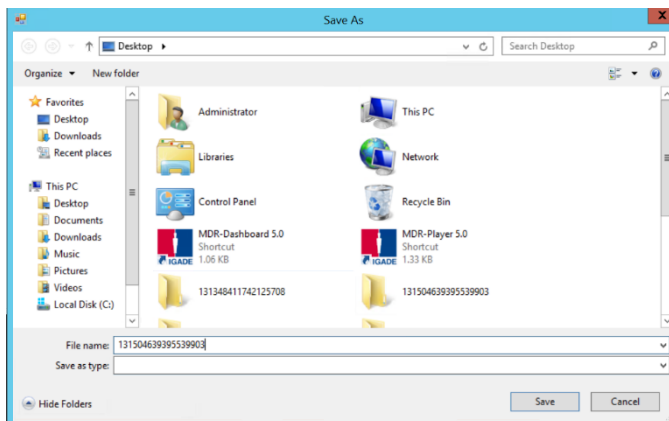 Save As
Desktop
Search Desktop
Organize
New folder
Favorites
Desktop
Downloads
Recent places
This PC
Desktop
Documents
Downloads
Music
Pictures
Videos
Local Disk (C:)
Administrator
This PC
Libraries
Network
Control Panel
Recycle Bin
MDR-Dashboard 5.0
Shortcut
1.06 KB
IGADE
MDR-Player 5.0
Shortcut
1.33 KB
IGADE
131348411742125708
131504639395539903
File name: 131504639395539903
Save as type:
Hide Folders
Save
Cancel